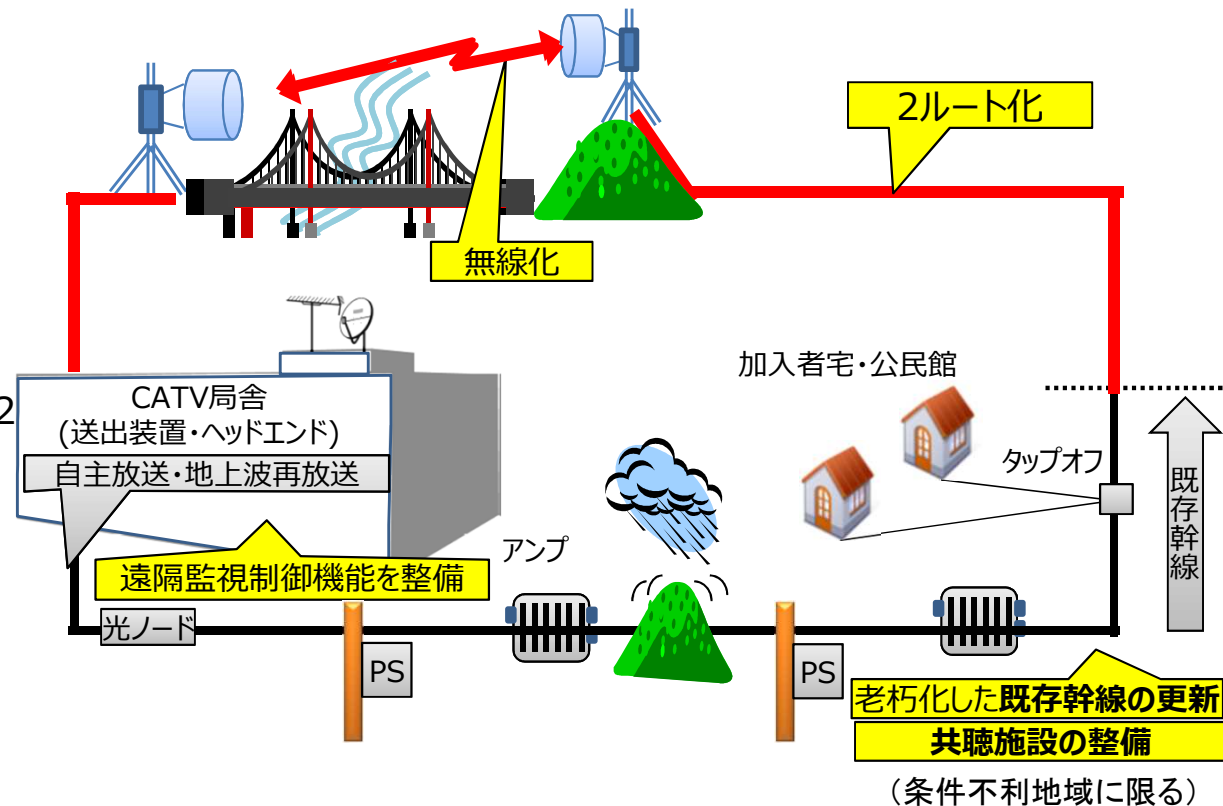 2ルート化
無線化
加入者宅・公民館
2
CATV局舎
(送出装置・ヘッドエンド)
自主放送・地上波再放送
タップオフ
既存幹線
アンプ
遠隔監視制御機能を整備
光ノード
PS
PS
老朽化した既存幹線の更新
共聴施設の整備
（条件不利地域に限る）